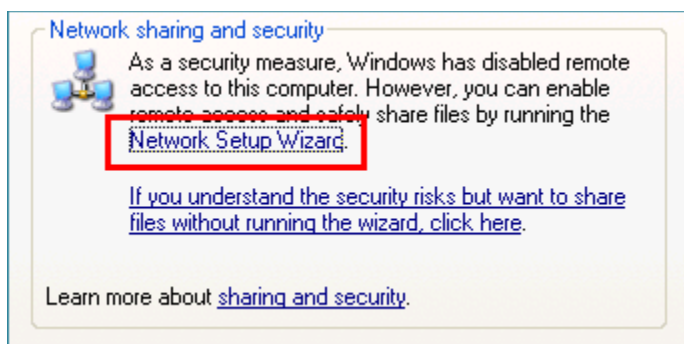 Network sharing and security
As a security measure, Windows has disabled remote
access to this computer. However, you can enable
remote access and safely share files by running the
Network Setup Wizard.
If you understand the security risks but want to share
files without running the wizard, click here.
Learn more about sharing and security.